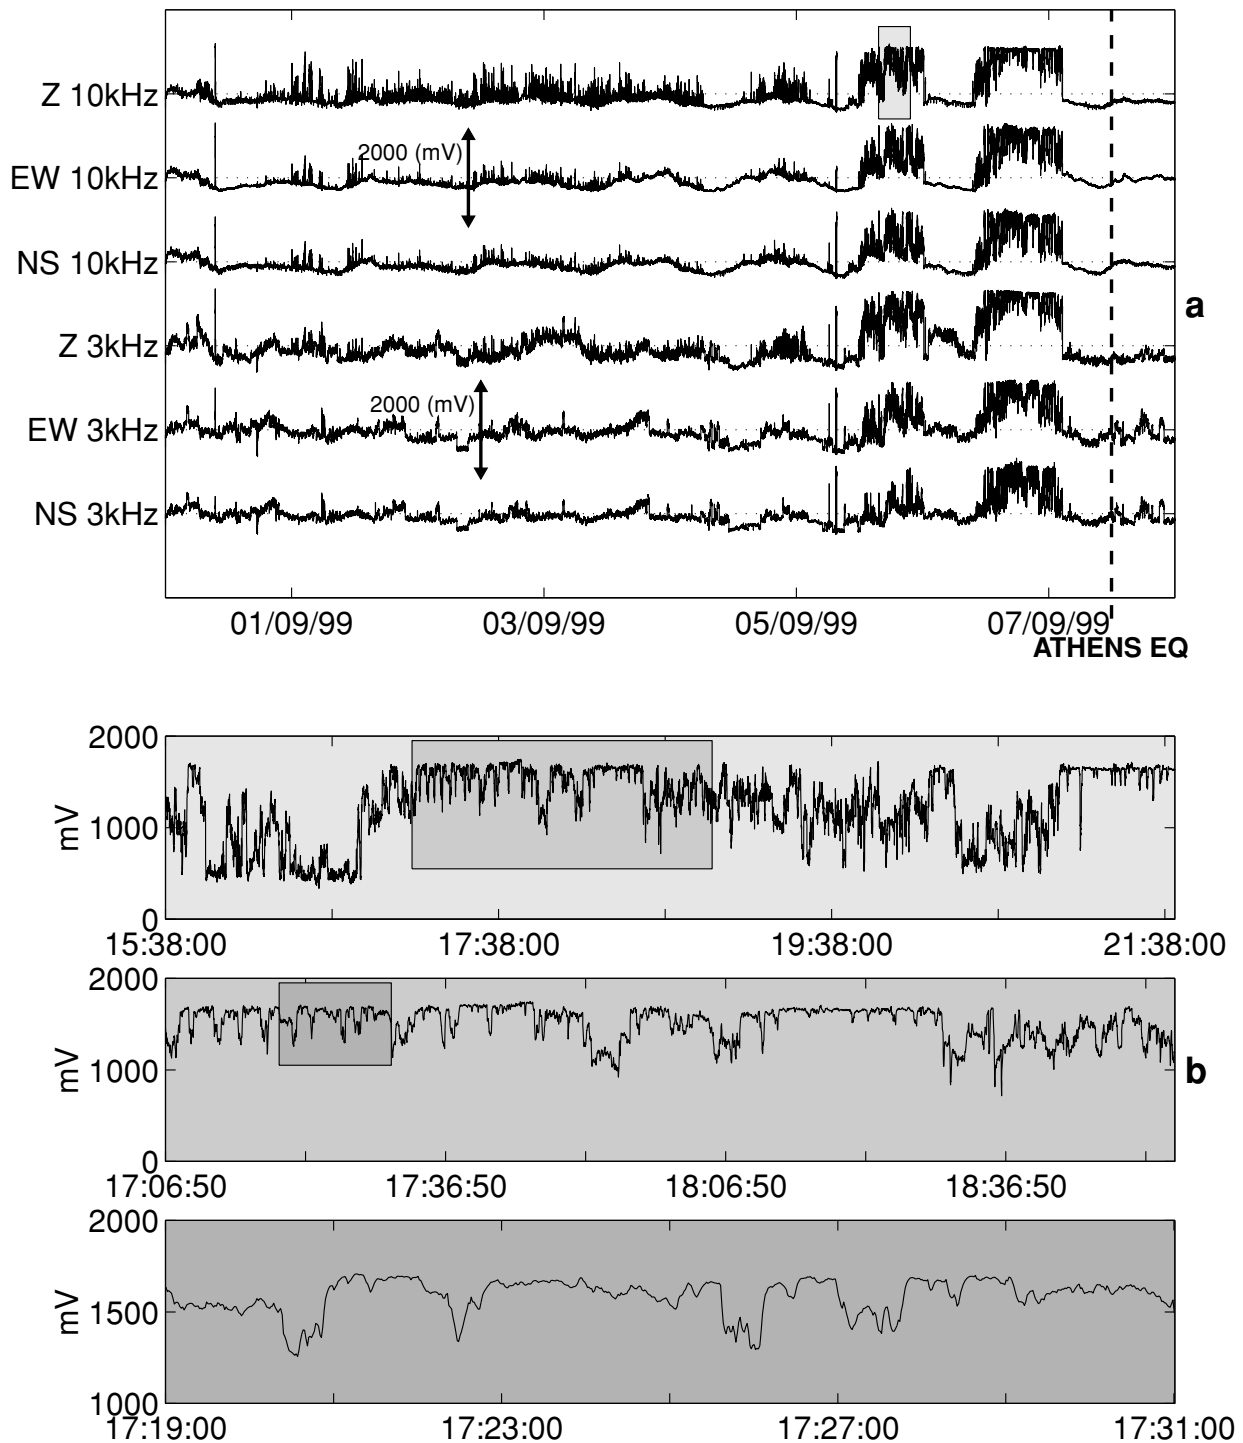 Z 10kHz
2000 (mV)
EW 10kHz
NS 10kHz
a
Z 3kHz
2000 (mV)
EW 3kHz
NS 3kHz
01/09/99 03/09/99 05/09/99 07/09/99
ATHENS EQ
2000
mV
1000
0
15:38:00 17:38:00 19:38:00 21:38:00
2000
mV
1000
b
0
17:06:50 17:36:50 18:06:50 18:36:50
2000
mV
1500
1000
17:19:00 17:23:00 17:27:00 17:31:00